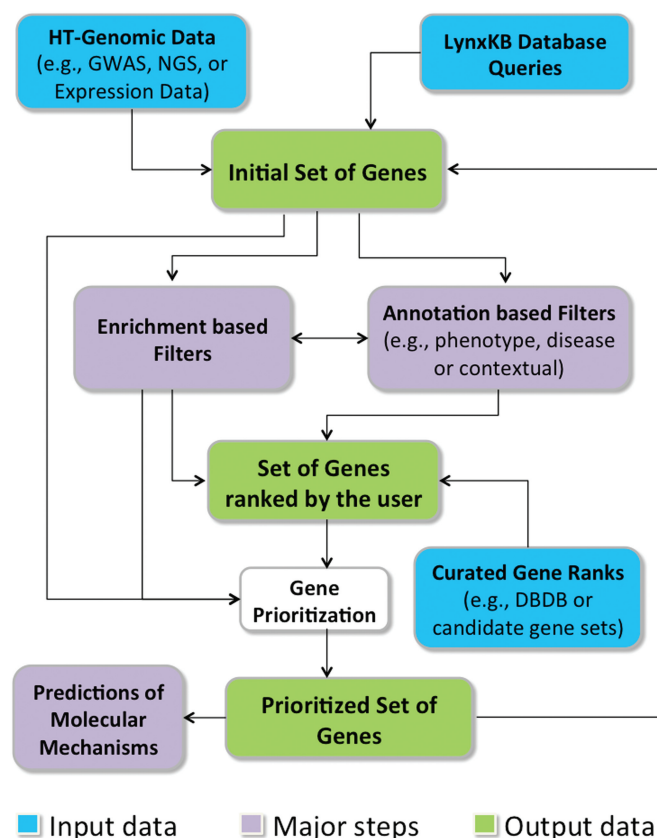 HT-Genomic Data
(e.g., GWAS, NGS, or
Expression Data)
LynxKB Database
Queries
Initial Set of Genes
Enrichment based
Filters
Annotation based Filters
(e.g., phenotype, disease
or contextual)
Set of Genes
ranked by the user
Gene
Prioritization
Curated Gene Ranks
(e.g., DBDB or
candidate gene sets)
Predictions of
Molecular
Mechanisms
Prioritized Set of
Genes
Input data
Major steps
Output data